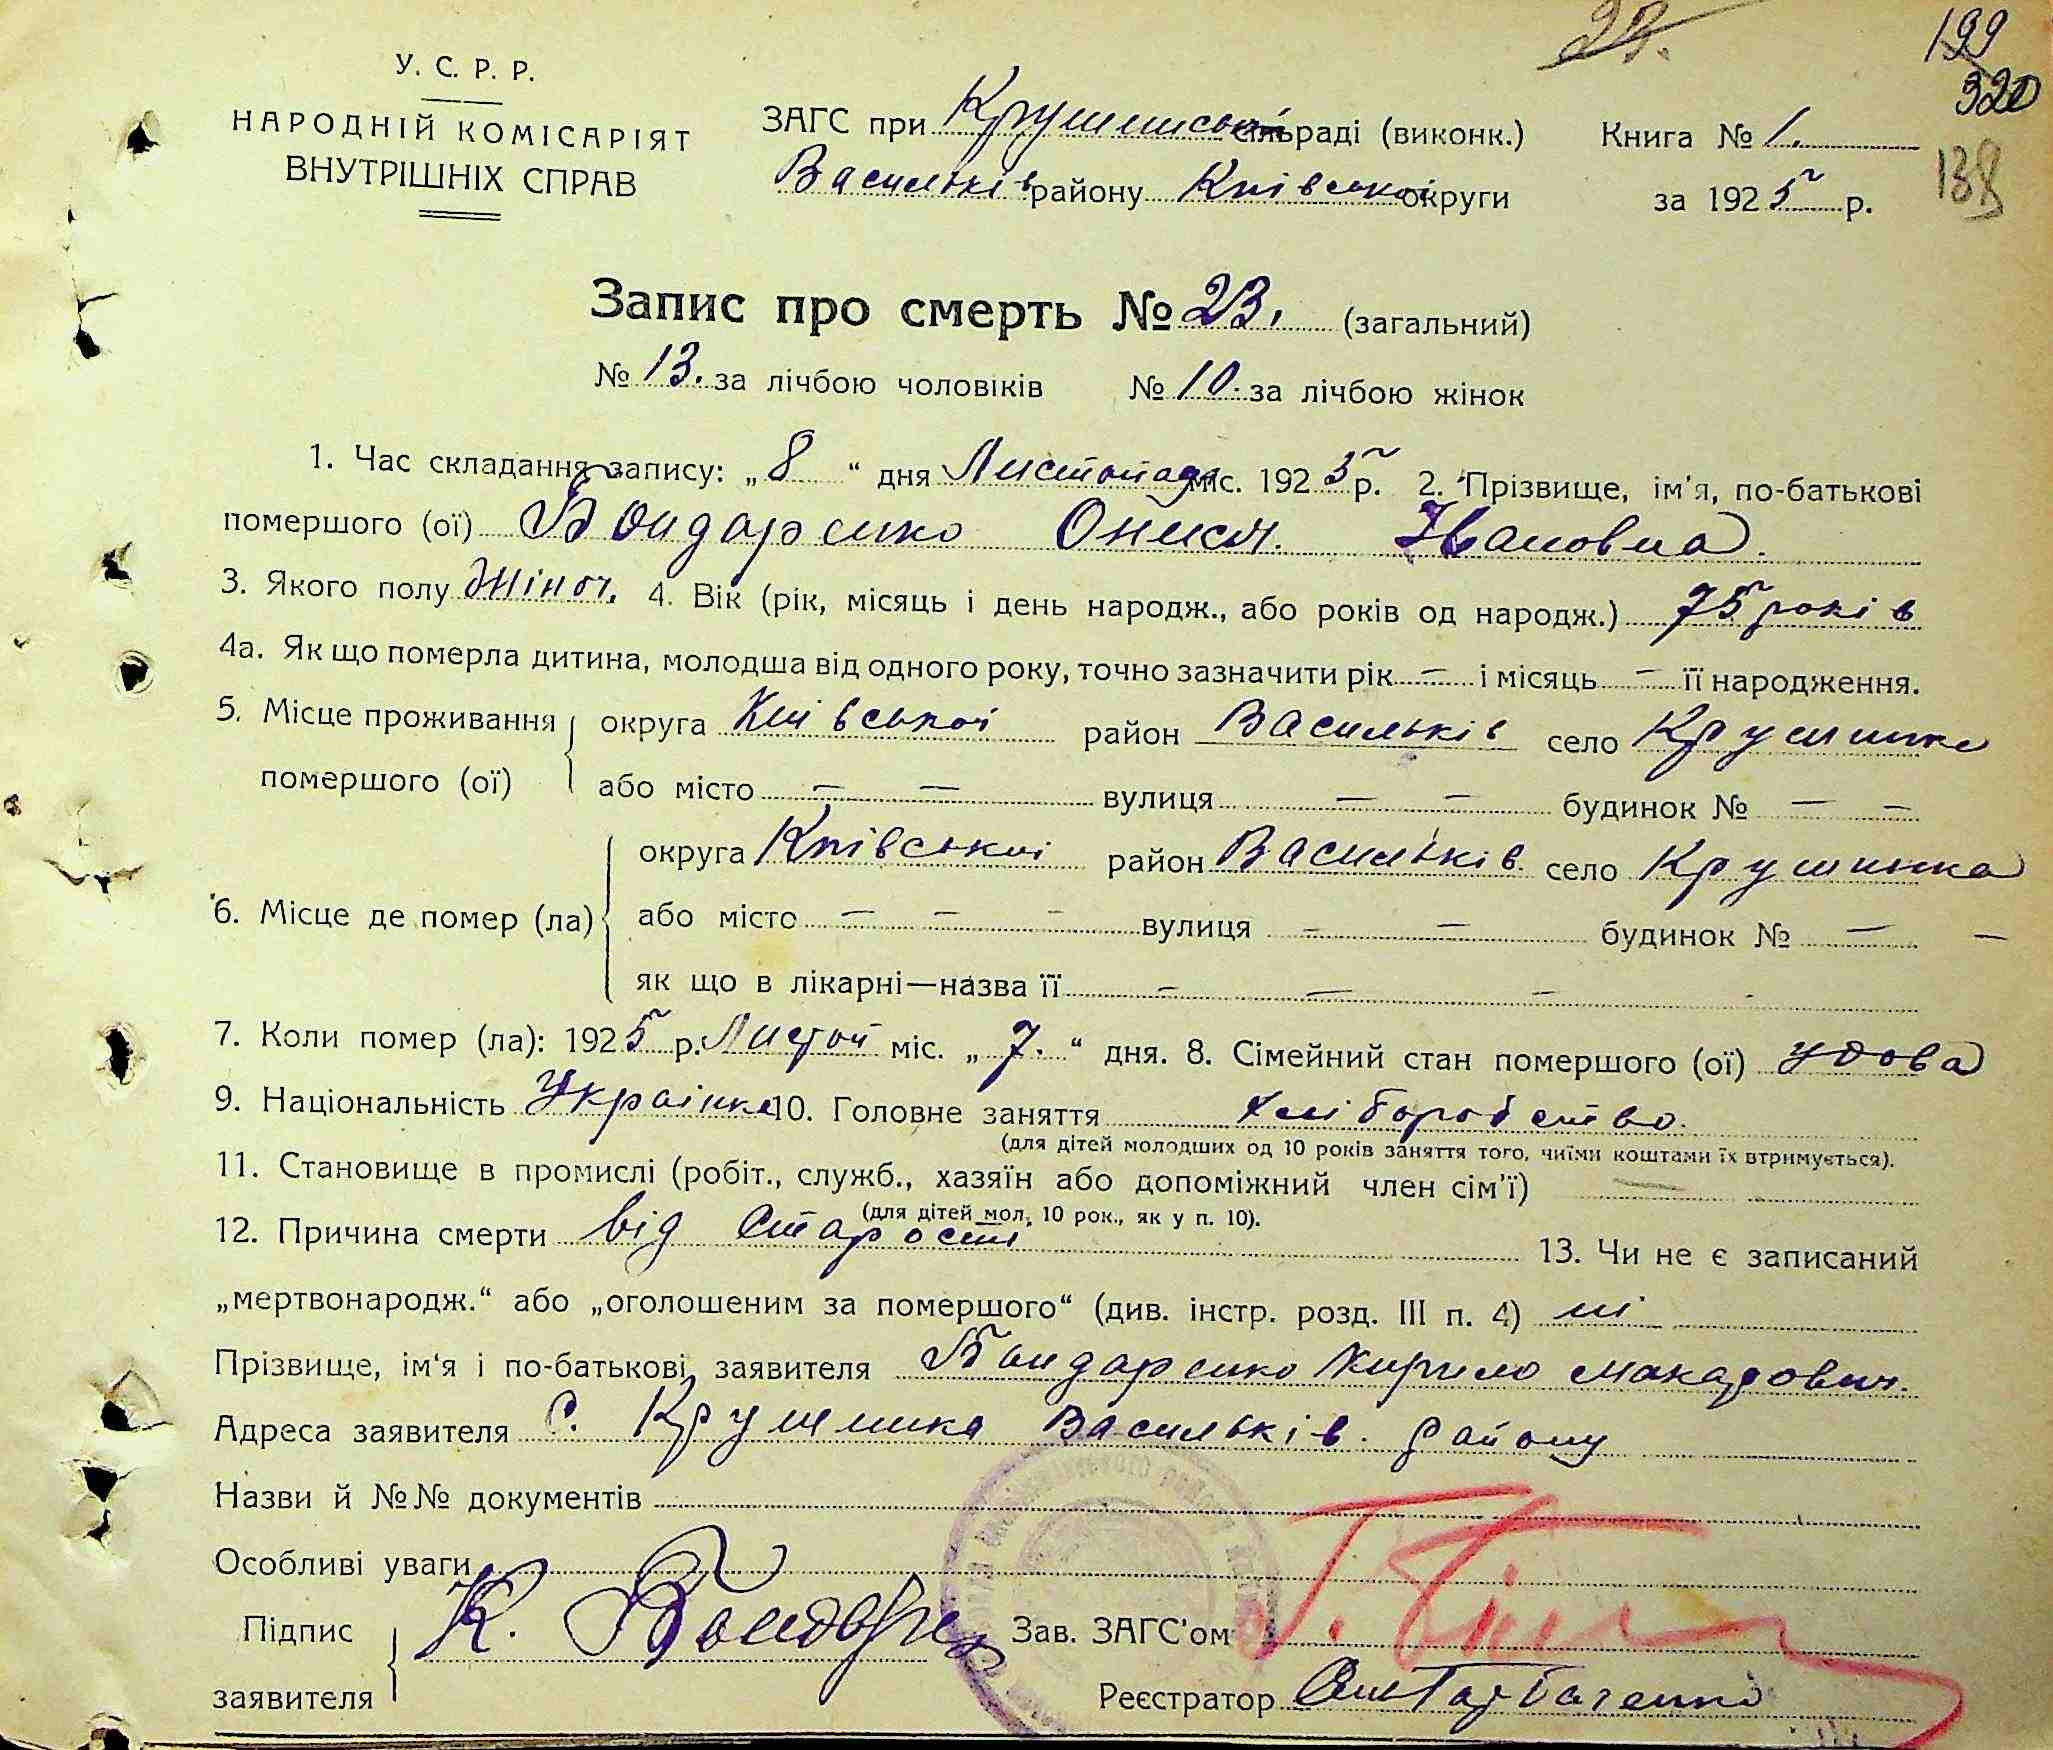 199
320
138
У. С. Р. Р.
НАРОДНІЙ КОМІСАРІЯТ
ВНУТРІШНІХ СПРАВ
ЗАГС при Крушинській сільраді (виконк.) Книга № 1.
Васильків району Київської округи за 1925 р.
Запис про смерть № 23. (загальний)
№ 13. за лічбою чоловіків № 10. за лічбою жінок
1. Час складання запису: „ 8 “ дня Листопада міс. 1925 р. 2. Прізвище, ім'я, по-батькові
помершого (ої) Бондаренко Онися Івановна.
3. Якого полу жіноч. 4. Вік (рік, місяць і день народж., або років од народж.) 75 років
4а. Як що померла дитина, молодша від одного року, точно зазначити рік — і місяць — її народження.
5. Місце проживання помершого (ої) округа Київської район Васильків село Крушинка
або місто — — вулиця — — будинок № — —
6. Місце де помер (ла) округа Київської район Васильків. село Крушинка
або місто — — - вулиця — — будинок № — —
як що в лікарні—назва її - — - -
7. Коли помер (ла): 1925 р. Листоп міс. „ 7. “ дня. 8. Сімейний стан помершого (ої) удова
9. Національність Українка 10. Головне заняття хліборобство.
(для дітей молодших од 10 років заняття того, чиїми коштами їх втримується).
11. Становище в промислі (робіт., служб., хазяїн або допоміжний член сім'ї) —
(для дітей мол. 10 рок., як у п. 10).
12. Причина смерти від старости 13. Чи не є записаний
„мертвонародж.“ або „оголошеним за помершого“ (див. інстр. розд. III п. 4) ні
Прізвище, ім'я і по-батькові заявителя Бондаренко Кирило Макарович.
Адреса заявителя с. Крушинка Васильків. району
Назви й №№ документів
Особливі уваги
Підпис заявителя К. Бондарен
Зав. ЗАГС'ом
Реєстратор